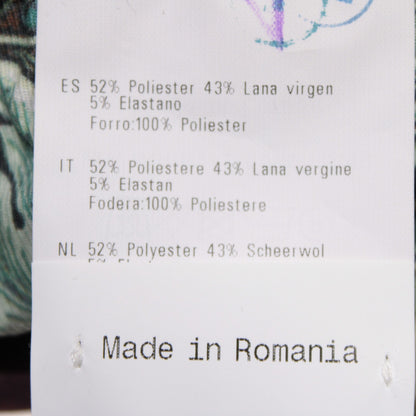 ES 52% Poliester 43% Lana virgen
5% Elastano
Forro:100% Poliester
IT 52% Poliestere 43% Lana vergine
5% Elastan
Fodera:100% Poliestere
NL 52% Polyester 43% Scheerwol
Made in Romania